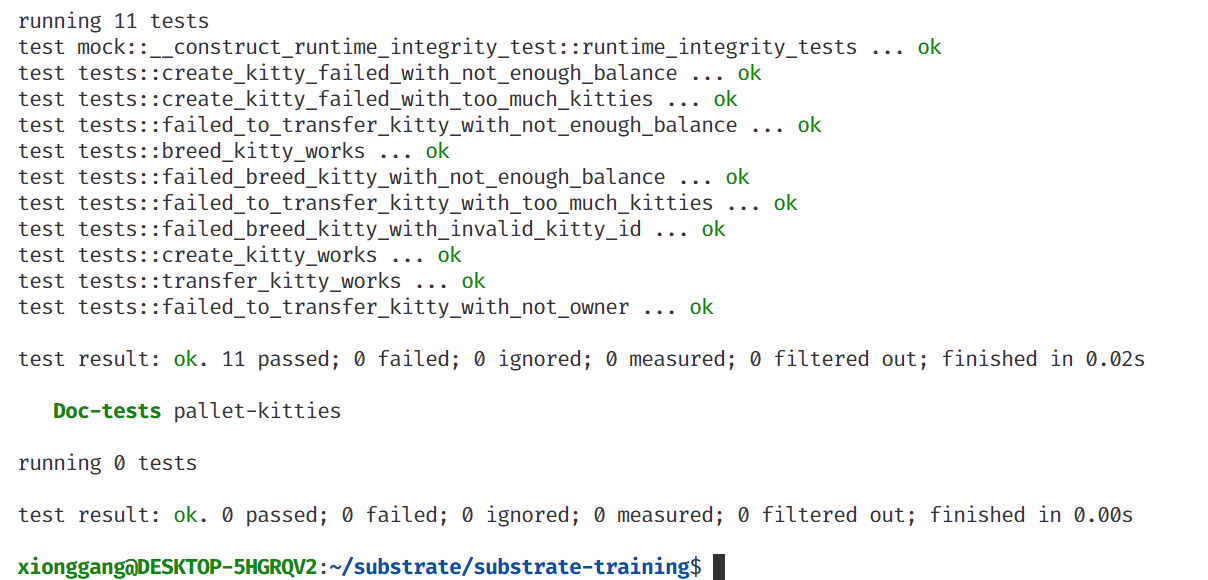 running 11 tests
test mock::__construct_runtime_integrity_test::runtime_integrity_tests ... ok
test tests::create_kitty_failed_with_not_enough_balance ... ok
test tests::create_kitty_failed_with_too_much_kitties ... ok
test tests::failed_to_transfer_kitty_with_not_enough_balance ... ok
test tests::breed_kitty_works ... ok
test tests::failed_breed_kitty_with_not_enough_balance ... ok
test tests::failed_to_transfer_kitty_with_too_much_kitties ... ok
test tests::failed_breed_kitty_with_invalid_kitty_id ... ok
test tests::create_kitty_works ... ok
test tests::transfer_kitty_works ... ok
test tests::failed_to_transfer_kitty_with_not_owner ... ok
test result: ok. 11 passed; 0 failed; 0 ignored; 0 measured; 0 filtered out; finished in 0.02s
Doc-tests pallet-kitties
running 0 tests
test result: ok. 0 passed; 0 failed; 0 ignored; 0 measured; 0 filtered out; finished in 0.00s
xionggang@DESKTOP-5HGRQV2:~/substrate/substrate-training$